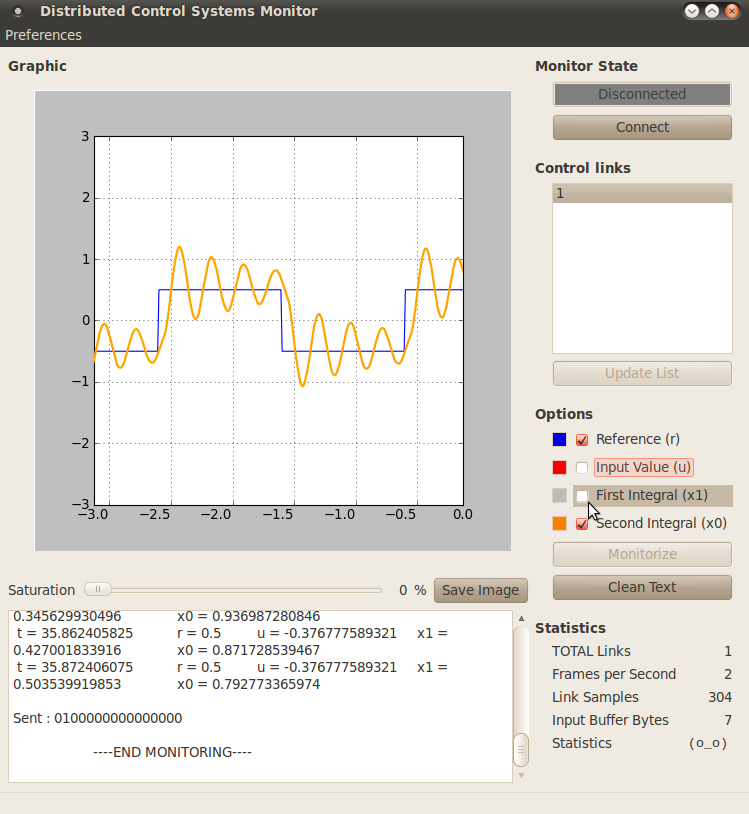 Distributed Control Systems Monitor
Preferences
Graphic
3
2
1
0
−1
−2
−3
−3.0 −2.5 −2.0 −1.5 −1.0 −0.5 0.0
Saturation 0 % Save Image
0.345629930496 x0 = 0.936987280846
t = 35.862405825 r = 0.5 u = -0.376777589321 x1 =
0.427001833916 x0 = 0.871728539467
t = 35.872406075 r = 0.5 u = -0.376777589321 x1 =
0.503539919853 x0 = 0.792773365974
Sent : 0100000000000000
----END MONITORING----
Monitor State
Disconnected
Connect
Control links
1
Update List
Options
Reference (r)
Input Value (u)
First Integral (x1)
Second Integral (x0)
Monitorize
Clean Text
Statistics
TOTAL Links 1
Frames per Second 2
Link Samples 304
Input Buffer Bytes 7
Statistics (o_o)